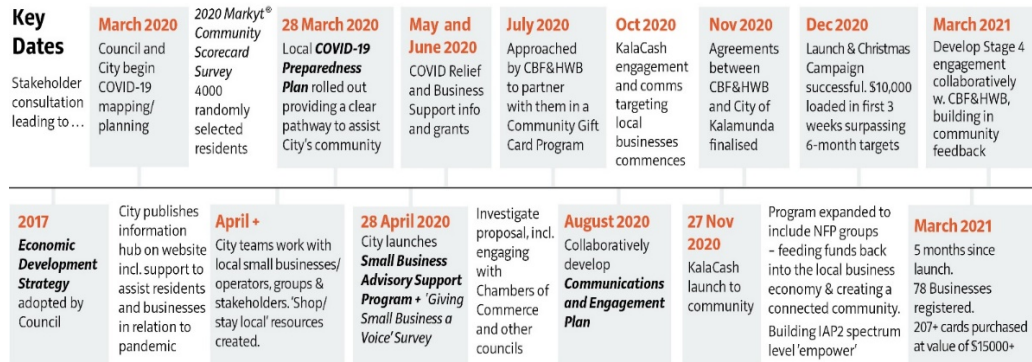 Key
Dates
Stakeholder
consultation
leading to ...
March 2020
Council and
City begin
COVID-19
mapping/
planning
2020 Markyt®
Community
Scorecard
Survey
4000
randomly
selected
residents
28 March 2020
Local COVID-19
Preparedness
Plan rolled out
providing a clear
pathway to assist
City's community
May and
June 2020
COVID Relief
and Business
Support info
and grants
July 2020
Approached
by CBF&HWB
to partner
with them in a
Community Gift
Card Program
Oct 2020
KalaCash
engagement
and comms
targeting
local
businesses
commences
Nov 2020
Agreements
between
CBF&HWB
and City of
Kalamunda
finalised
Dec 2020
Launch & Christmas
Campaign
successful. $10,000
loaded in first 3
weeks surpassing
6-month targets
March 2021
Develop Stage 4
engagement
collaboratively
w. CBF&HWB,
building in
community
feedback
2017
Economic
Development
Strategy
adopted by
Council
City publishes
information
hub on website
incl. support to
assist residents
and businesses
in relation to
pandemic
April +
City teams work with
local small businesses/
operators, groups &
stakeholders. 'Shop/
stay local' resources
created.
28 April 2020
City launches
Small Business
Advisory Support
Program + 'Giving
Small Business a
Voice' Survey
Investigate
proposal, incl.
engaging
with
Chambers of
Commerce
and other
councils
August 2020
Collaboratively
develop
Communications
and Engagement
Plan
27 Nov
2020
KalaCash
launch to
community
Program expanded to
include NFP groups
– feeding funds back
into the local business
economy & creating a
connected community.
Building IAP2 spectrum
level 'empower'
March 2021
5 months since
launch.
78 Businesses
registered.
207+ cards purchased
at value of $15000+